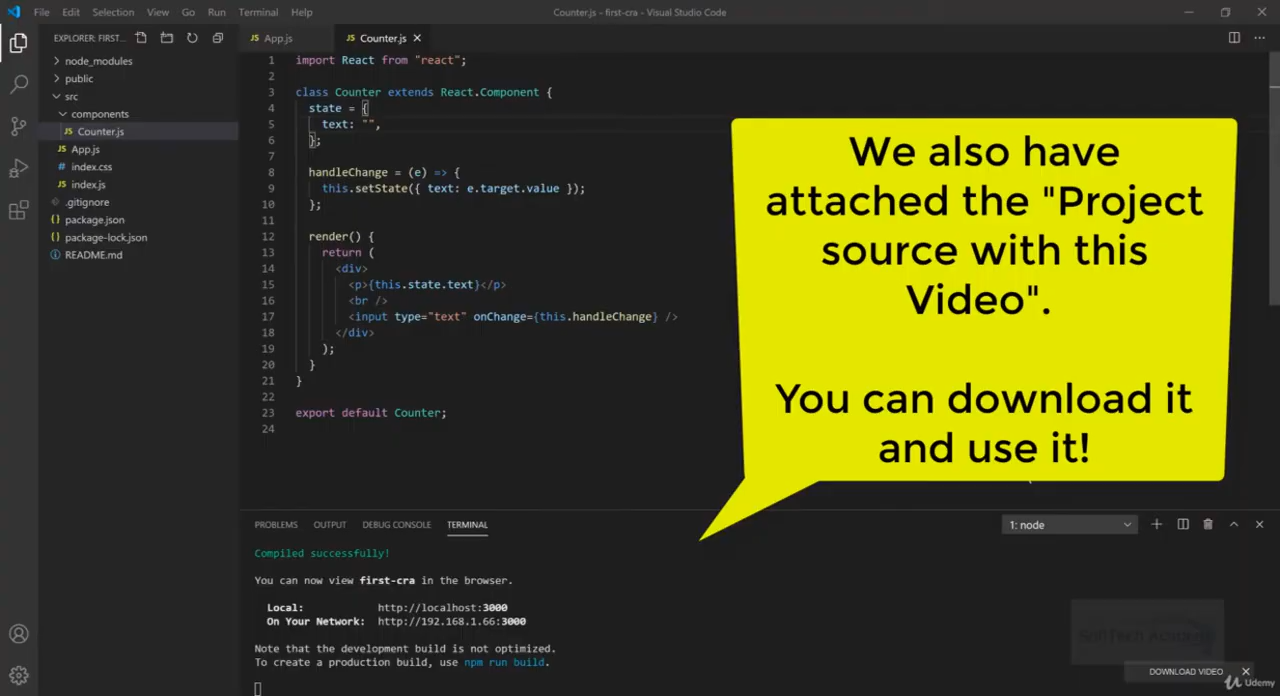 File Edit Selection View Go Run Terminal Help
Counter.js - first-cra - Visual Studio Code
EXPLORER: FIRST...
node_modules
public
src
components
JS Counter.js
JS App.js
# index.css
JS index.js
.gitignore
{} package.json
{} package-lock.json
README.md
JS App.js
JS Counter.js
1 import React from "react";
2
3 class Counter extends React.Component {
4 state = {
5 text: "",
6 };
7
8 handleChange = (e) => {
9 this.setState({ text: e.target.value });
10 };
11
12 render() {
13 return (
14 <div>
15 <p>{this.state.text}</p>
16 <br />
17 <input type="text" onChange={this.handleChange} />
18 </div>
19 );
20 }
21 }
22
23 export default Counter;
24
We also have
attached the "Project
source with this
Video".
You can download it
and use it!
PROBLEMS OUTPUT DEBUG CONSOLE TERMINAL
1: node
Compiled successfully!
You can now view first-cra in the browser.
Local: http://localhost:3000
On Your Network: http://192.168.1.66:3000
Note that the development build is not optimized.
To create a production build, use npm run build.
SoftTech Academy
DOWNLOAD VIDEO
Udemy